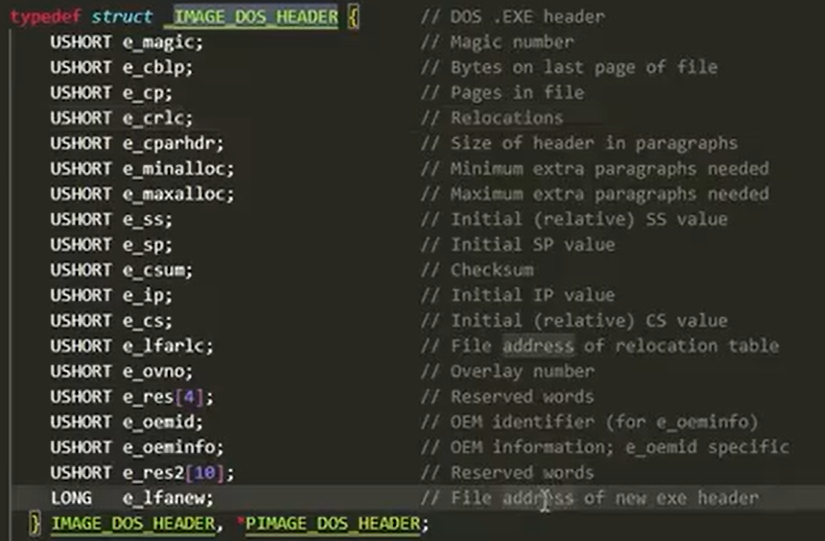 typedef struct _IMAGE_DOS_HEADER { // DOS .EXE header
USHORT e_magic; // Magic number
USHORT e_cblp; // Bytes on last page of file
USHORT e_cp; // Pages in file
USHORT e_crlc; // Relocations
USHORT e_cparhdr; // Size of header in paragraphs
USHORT e_minalloc; // Minimum extra paragraphs needed
USHORT e_maxalloc; // Maximum extra paragraphs needed
USHORT e_ss; // Initial (relative) SS value
USHORT e_sp; // Initial SP value
USHORT e_csum; // Checksum
USHORT e_ip; // Initial IP value
USHORT e_cs; // Initial (relative) CS value
USHORT e_lfarlc; // File address of relocation table
USHORT e_ovno; // Overlay number
USHORT e_res[4]; // Reserved words
USHORT e_oemid; // OEM identifier (for e_oeminfo)
USHORT e_oeminfo; // OEM information; e_oemid specific
USHORT e_res2[10]; // Reserved words
LONG e_lfanew; // File address of new exe header
} IMAGE_DOS_HEADER, *PIMAGE_DOS_HEADER;